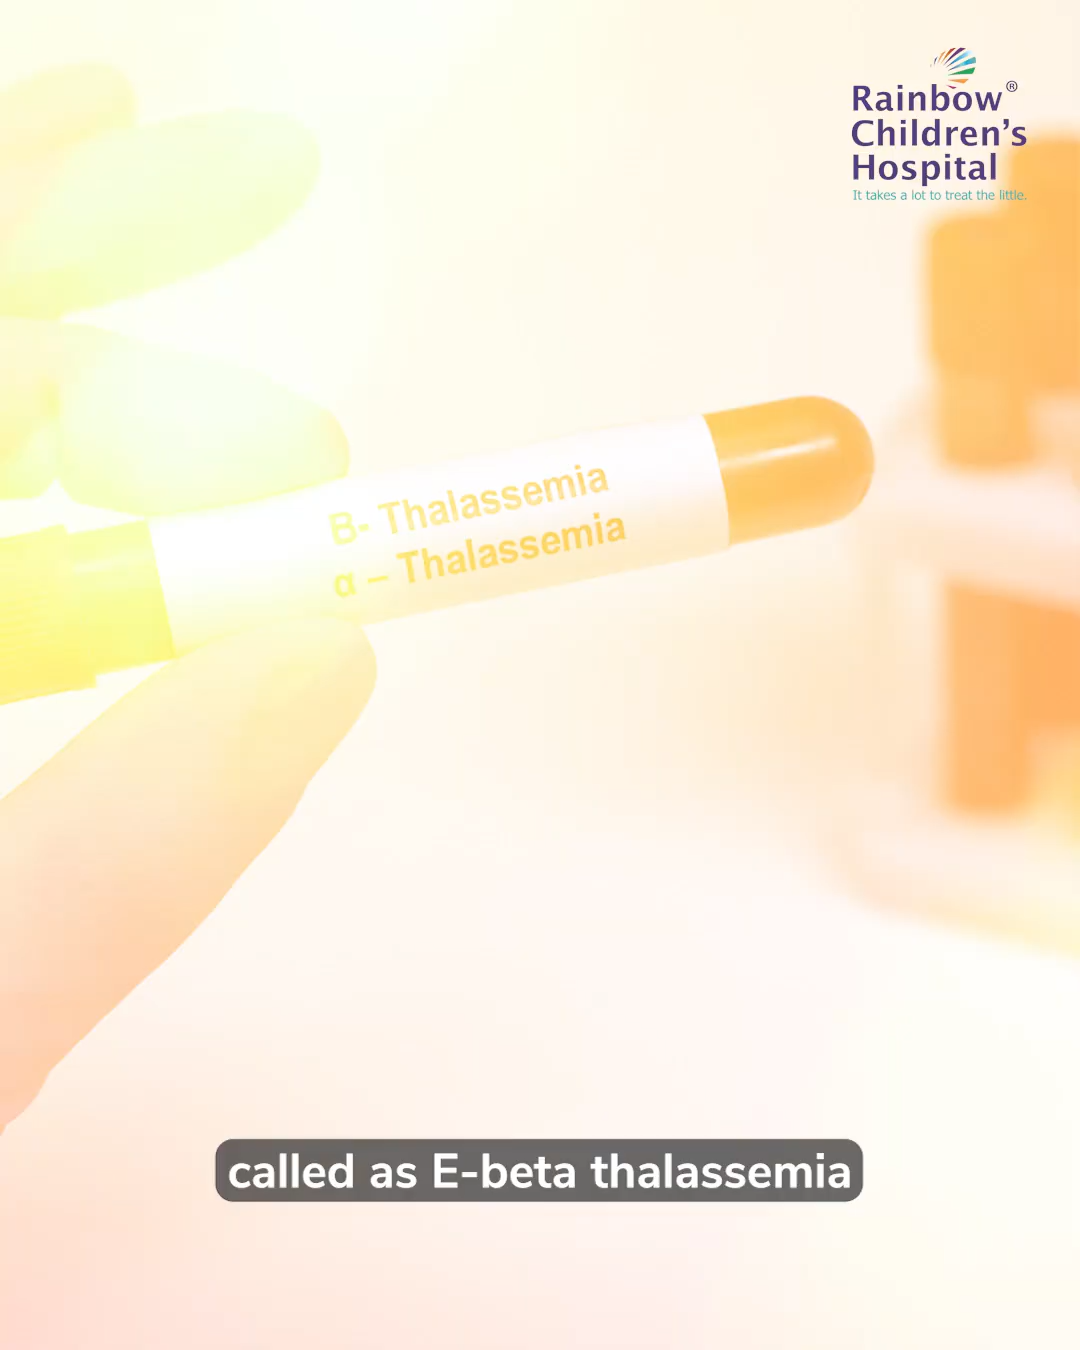 Rainbow®
Children's
Hospital
It takes a lot to treat the little.
B- Thalassemia
α – Thalassemia
called as E-beta thalassemia